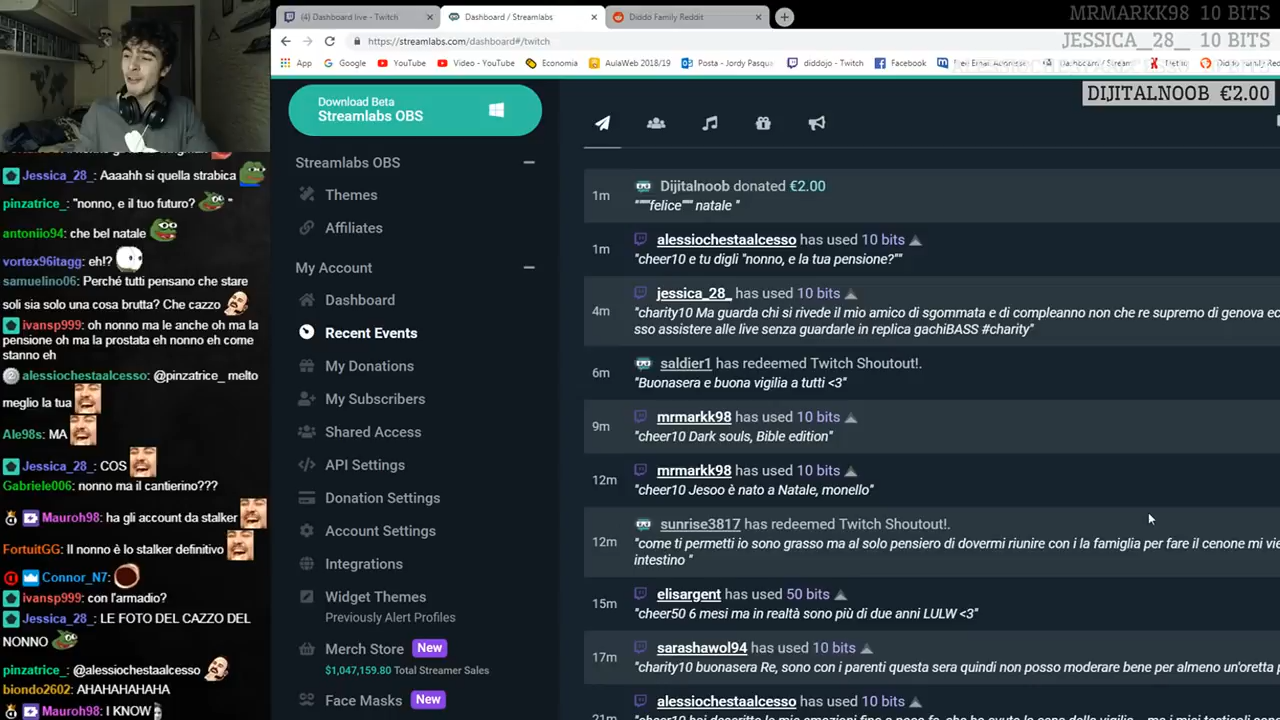 MRMARKK98 10 BITS
JESSICA_28_ 10 BITS
DIJITALNOOB €2.00
(4) Dashboard live - Twitch
Dashboard / Streamlabs
Diddo Family Reddit
https://streamlabs.com/dashboard#/twitch
App
Google
YouTube
Video - YouTube
Economia
AulaWeb 2018/19
Posta - Jordy Pasqua
diddojo - Twitch
Facebook
Dashboard / Stream
Diddo Family Red
Download Beta
Streamlabs OBS
Streamlabs OBS
Themes
Affiliates
My Account
Dashboard
Recent Events
My Donations
My Subscribers
Shared Access
API Settings
Donation Settings
Account Settings
Integrations
Widget Themes
Previously Alert Profiles
Merch Store New
$1,047,159.80 Total Streamer Sales
Face Masks New
1m
Dijitalnoob donated €2.00
"""felice"" natale "
1m
alessiochestaalcesso has used 10 bits
"cheer10 e tu digli "nonno, e la tua pensione?""
4m
jessica_28_ has used 10 bits
"charity10 Ma guarda chi si rivede il mio amico di sgommata e di compleanno non che re supremo di genova ec
sso assistere alle live senza guardarle in replica gachiBASS #charity"
6m
saldier1 has redeemed Twitch Shoutout!.
"Buonasera e buona vigilia a tutti <3"
9m
mrmarkk98 has used 10 bits
"cheer10 Dark souls, Bible edition"
12m
mrmarkk98 has used 10 bits
"cheer10 Jesoo è nato a Natale, monello"
12m
sunrise3817 has redeemed Twitch Shoutout!.
"come ti permetti io sono grasso ma al solo pensiero di dovermi riunire con i la famiglia per fare il cenone mi vie
intestino "
15m
elisargent has used 50 bits
"cheer50 6 mesi ma in realtà sono più di due anni LULW <3"
17m
sarashawol94 has used 10 bits
"charity10 buonasera Re, sono con i parenti questa sera quindi non posso moderare bene per almeno un'oretta p
21m
alessiochestaalcesso has used 10 bits
Jessica_28_: Aaaahh si quella strabica
pinzatrice_: "nonno, e il tuo futuro? "
antoniio94: che bel natale
vortex96itagg: eh!?
samuelino06: Perché tutti pensano che stare
soli sia solo una cosa brutta? Che cazzo
ivansp999: oh nonno ma le anche oh ma la
pensione oh ma la prostata eh nonno eh come
stanno eh
alessiochestaalcesso: @pinzatrice_ melto
meglio la tua
Ale98s: MA
Jessica_28_: COS
Gabriele006: nonno ma il cantierino???
Mauroh98: ha gli account da stalker
FortuitGG: Il nonno è lo stalker definitivo
Connor_N7:
ivansp999: con l'armadio?
Jessica_28_: LE FOTO DEL CAZZO DEL
NONNO
pinzatrice_: @alessiochestaalcesso
biondo2602: AHAHAHAHAHA
Mauroh98: I KNOW